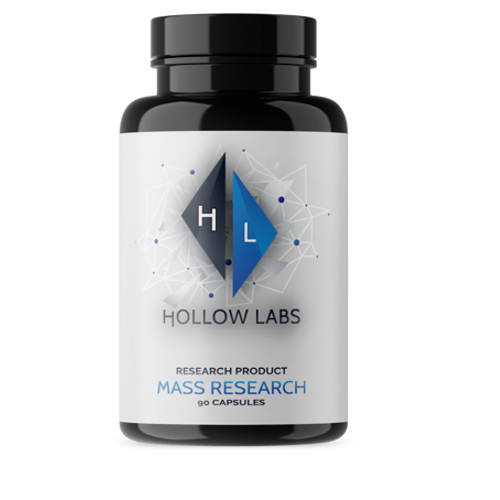 H
L
HOLLOW LABS
RESEARCH PRODUCT
MASS RESEARCH
90 CAPSULES